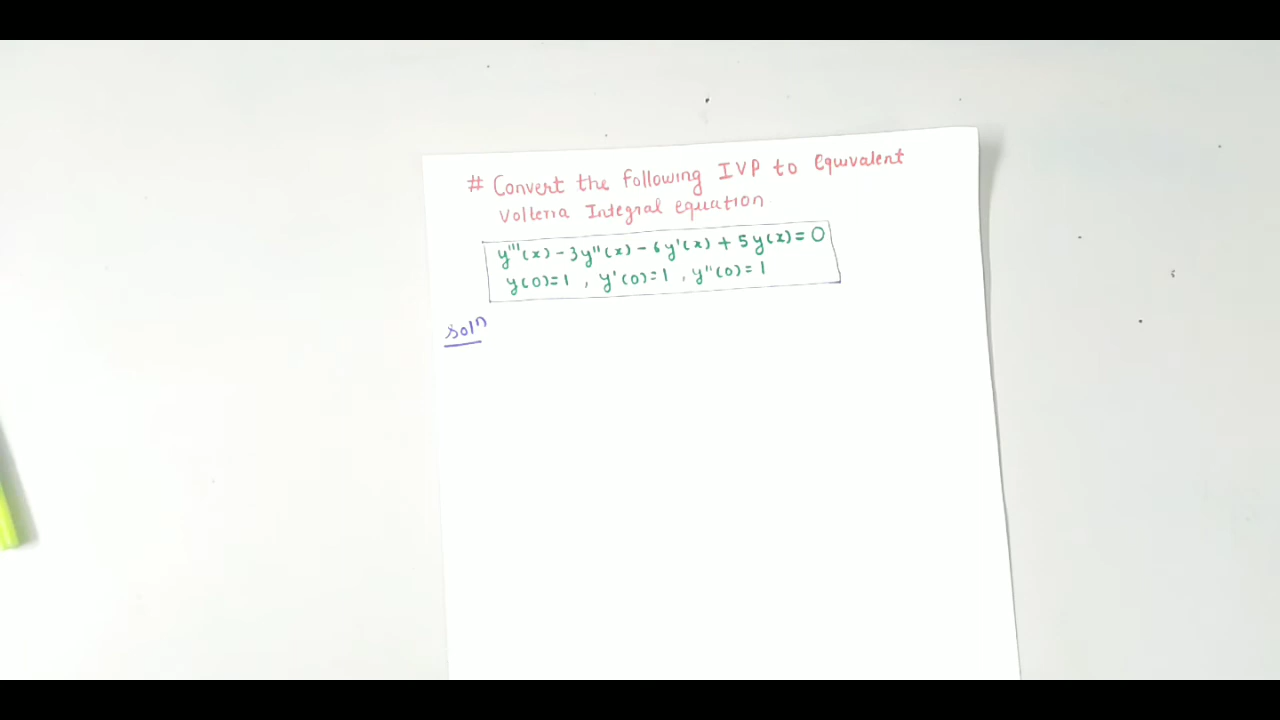 # Convert the following IVP to equivalent
Volterra Integral equation
y'''(x) - 3y''(x) - 6y'(x) + 5y(x) = 0
y(0)=1 , y'(0)=1 , y''(0)=1
Solⁿ